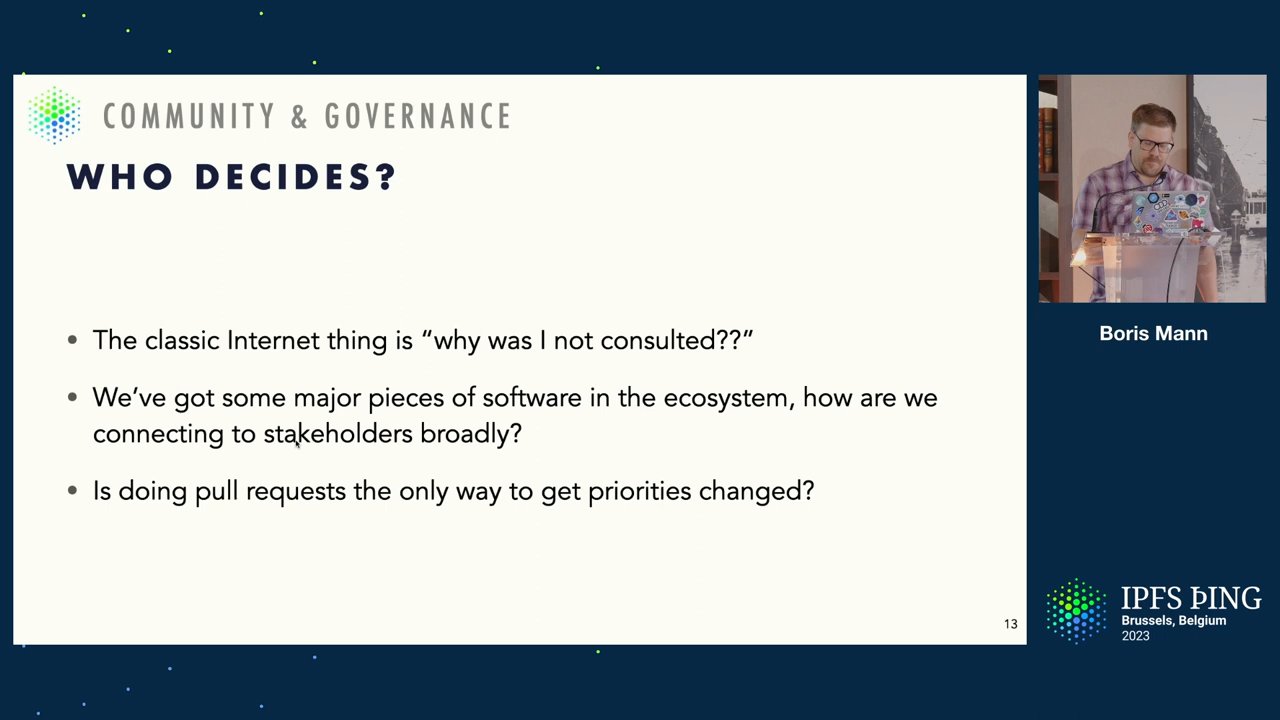 COMMUNITY & GOVERNANCE
WHO DECIDES?
• The classic Internet thing is “why was I not consulted??”
• We’ve got some major pieces of software in the ecosystem, how are we
connecting to stakeholders broadly?
• Is doing pull requests the only way to get priorities changed?
13
Boris Mann
IPFS ÞING
Brussels, Belgium
2023